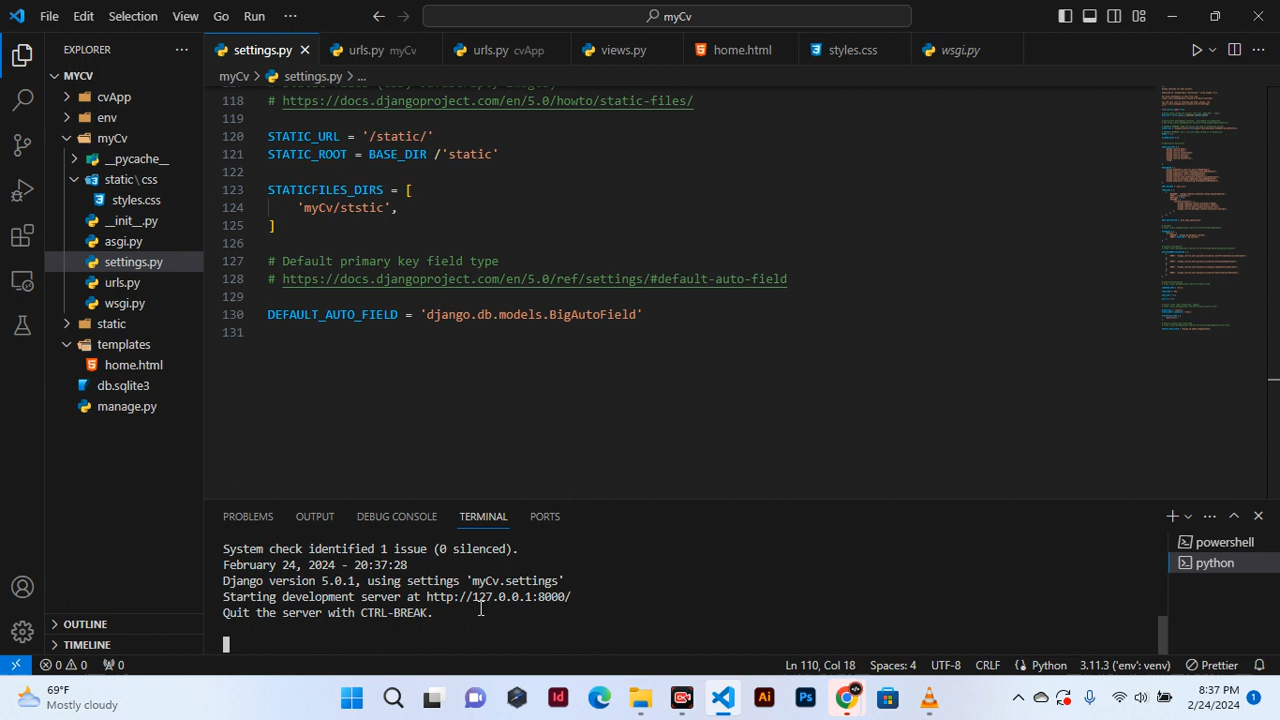 File Edit Selection View Go Run ···
myCv
EXPLORER ···
settings.py
urls.py myCv
urls.py cvApp
views.py
home.html
styles.css
wsgi.py
myCv > settings.py > ...
MYCV
cvApp
env
myCv
__pycache__
static\css
styles.css
__init__.py
asgi.py
settings.py
urls.py
wsgi.py
static
templates
home.html
db.sqlite3
manage.py
OUTLINE
TIMELINE
118 # https://docs.djangoproject.com/en/5.0/howto/static-files/
119
120 STATIC_URL = '/static/'
121 STATIC_ROOT = BASE_DIR /'static'
122
123 STATICFILES_DIRS = [
124 'myCv/ststic',
125 ]
126
127 # Default primary key field type
128 # https://docs.djangoproject.com/en/5.0/ref/settings/#default-auto-field
129
130 DEFAULT_AUTO_FIELD = 'django.db.models.BigAutoField'
131
PROBLEMS OUTPUT DEBUG CONSOLE TERMINAL PORTS
powershell
python
System check identified 1 issue (0 silenced).
February 24, 2024 - 20:37:28
Django version 5.0.1, using settings 'myCv.settings'
Starting development server at http://127.0.0.1:8000/
Quit the server with CTRL-BREAK.
0 0 0 Ln 110, Col 18 Spaces: 4 UTF-8 CRLF Python 3.11.3 ('env': venv) Prettier
69°F
Mostly cloudy
8:37 PM
2/24/2024